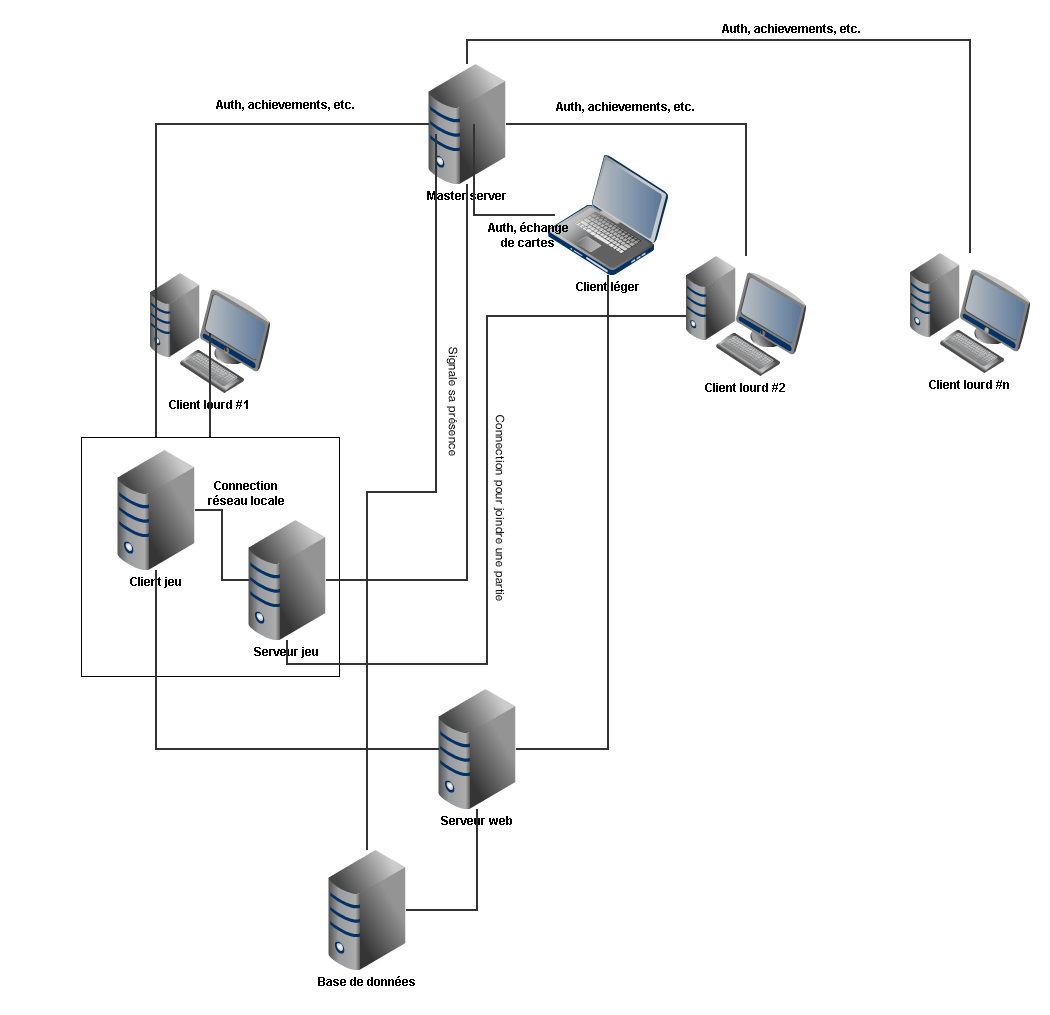 Auth, achievements, etc.
Auth, achievements, etc.
Auth, achievements, etc.
Master server
Auth, échange
de cartes
Client léger
Client lourd #1
Client lourd #2
Client lourd #n
Signale sa présence
Connection pour joindre une partie
Connection
réseau locale
Client jeu
Serveur jeu
Serveur web
Base de données